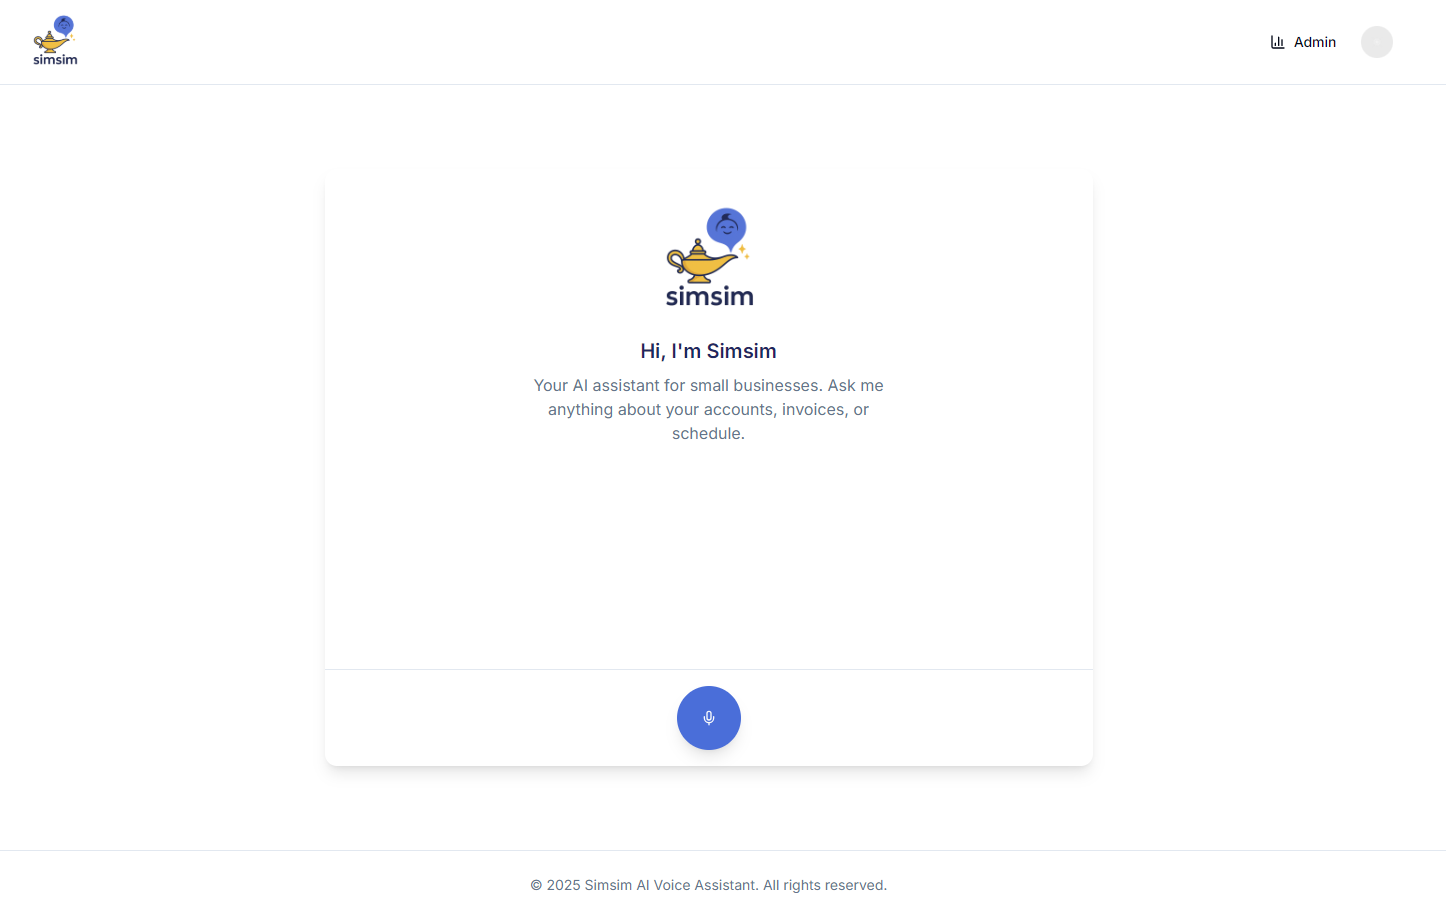 simsim
Admin
simsim
Hi, I'm Simsim
Your AI assistant for small businesses. Ask me
anything about your accounts, invoices, or
schedule.
© 2025 Simsim AI Voice Assistant. All rights reserved.